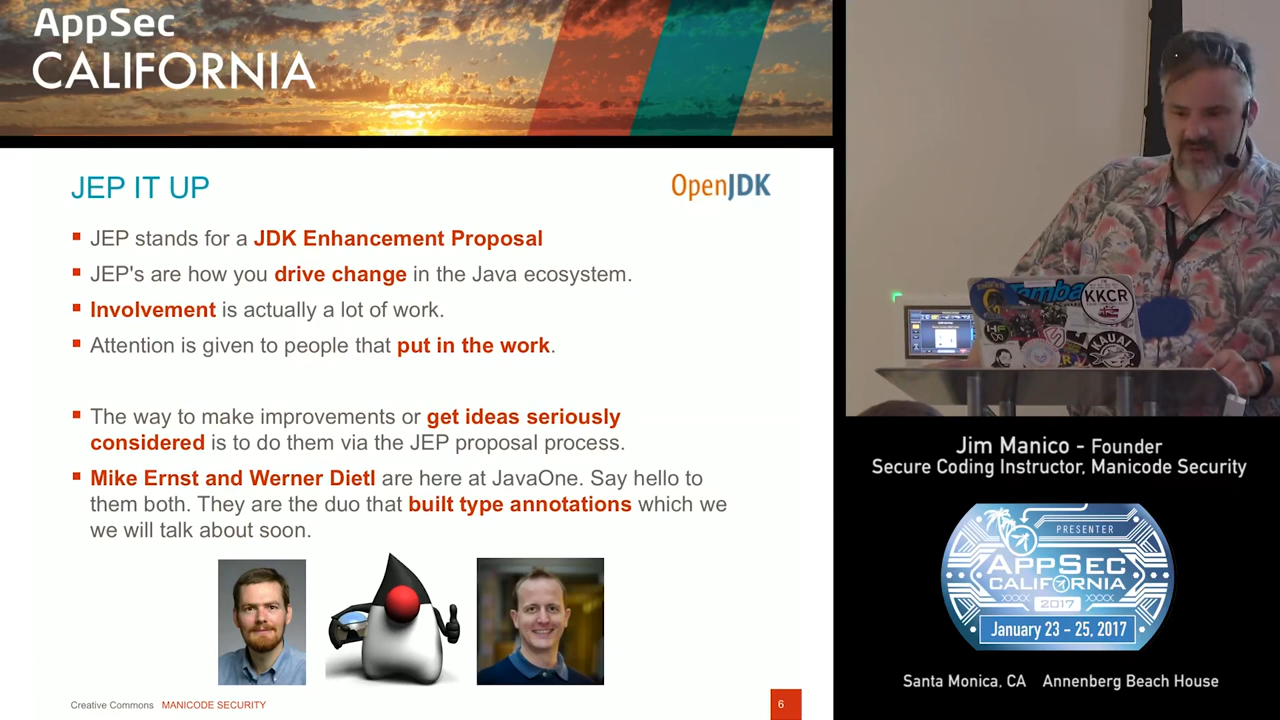 AppSec
CALIFORNIA
JEP IT UP
OpenJDK
JEP stands for a JDK Enhancement Proposal
JEP's are how you drive change in the Java ecosystem.
Involvement is actually a lot of work.
Attention is given to people that put in the work.
The way to make improvements or get ideas seriously
considered is to do them via the JEP proposal process.
Mike Ernst and Werner Dietl are here at JavaOne. Say hello to
them both. They are the duo that built type annotations which we
we will talk about soon.
Creative Commons MANICODE SECURITY
6
KKCR
KAUAI
Jim Manico - Founder
Secure Coding Instructor, Manicode Security
PRESENTER
APPSEC
CALIFORNIA
2017
January 23 - 25, 2017
Santa Monica, CA Annenberg Beach House